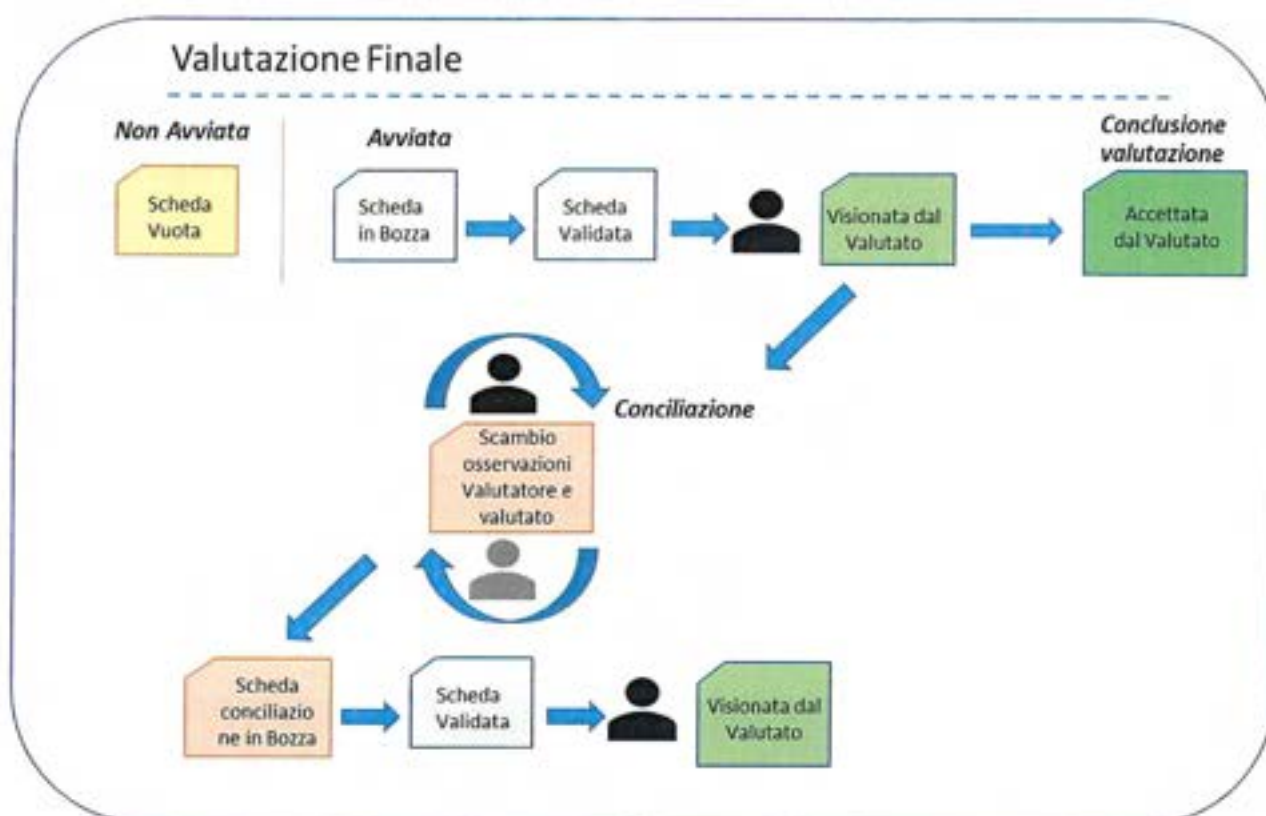 Valutazione Finale
Non Avviata
Avviata
Conclusione
valutazione
Scheda
Vuota
Scheda
in Bozza
Scheda
Validata
Visionata dal
Valutato
Accettata
dal Valutato
Conciliazione
Scambio
osservazioni
Valutatore e
valutato
Scheda
conciliazio
ne in Bozza
Scheda
Validata
Visionata dal
Valutato